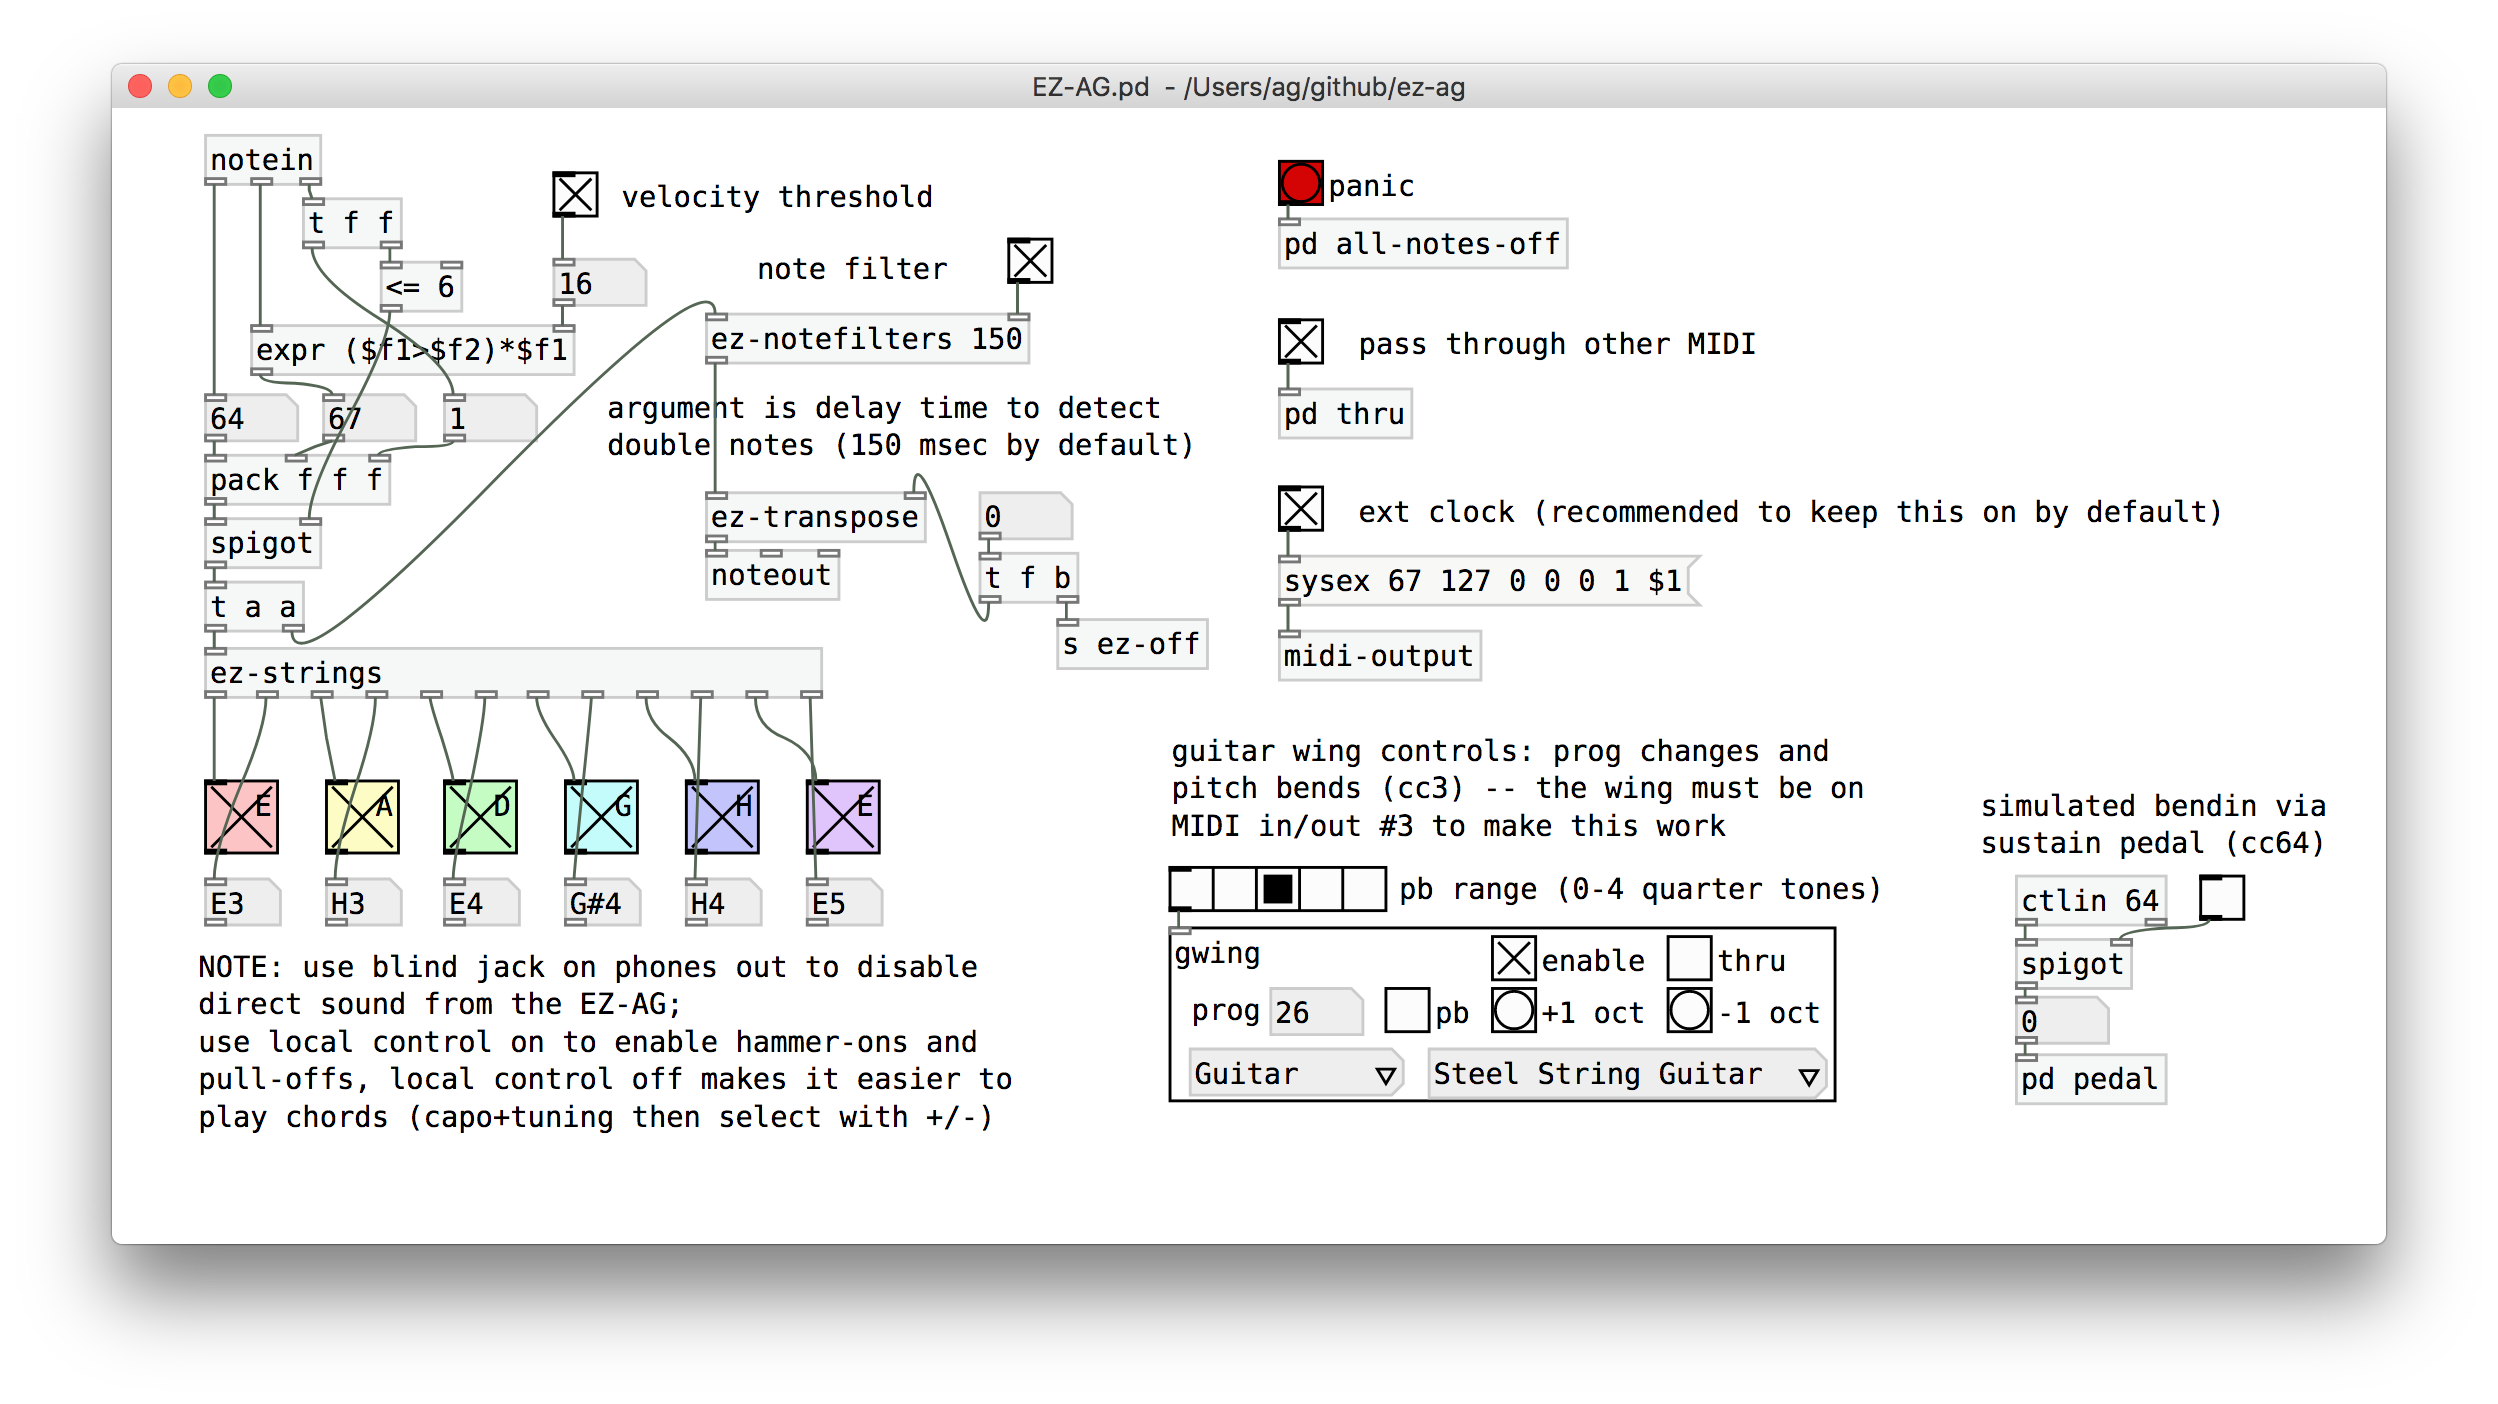 EZ-AG.pd - /Users/ag/github/ez-ag
notein
t f f
<= 6
velocity threshold
16
expr ($f1>$f2)*$f1
64
67
1
pack f f f
spigot
t a a
note filter
ez-notefilters 150
argument is delay time to detect
double notes (150 msec by default)
ez-transpose
noteout
0
t f b
s ez-off
ez-strings
E
A
D
G
H
E
E3
H3
E4
G#4
H4
E5
NOTE: use blind jack on phones out to disable
direct sound from the EZ-AG;
use local control on to enable hammer-ons and
pull-offs, local control off makes it easier to
play chords (capo+tuning then select with +/-)
panic
pd all-notes-off
pass through other MIDI
pd thru
ext clock (recommended to keep this on by default)
sysex 67 127 0 0 0 1 $1
midi-output
guitar wing controls: prog changes and
pitch bends (cc3) -- the wing must be on
MIDI in/out #3 to make this work
pb range (0-4 quarter tones)
gwing
enable
thru
prog
26
pb
+1 oct
-1 oct
Guitar
Steel String Guitar
simulated bendin via
sustain pedal (cc64)
ctlin 64
spigot
0
pd pedal